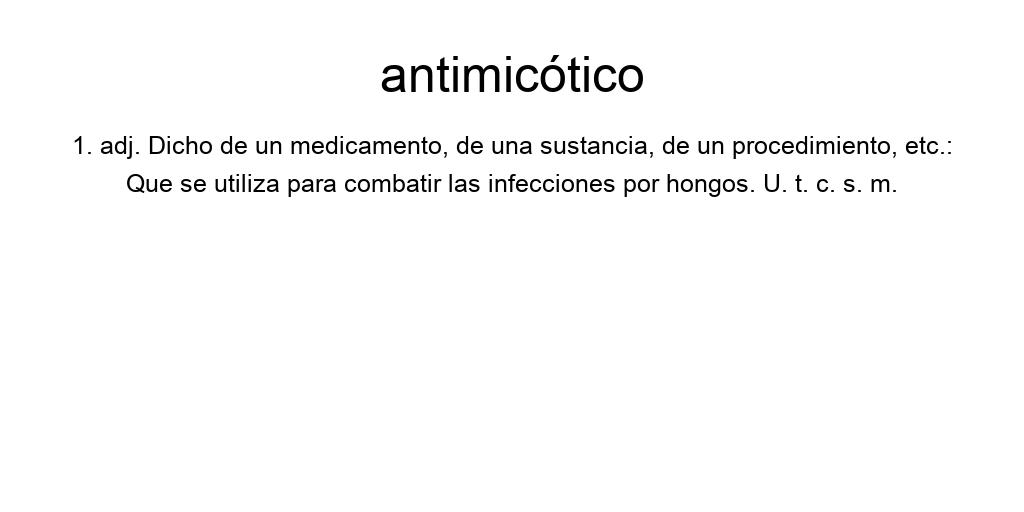 antimicótico
1. adj. Dicho de un medicamento, de una sustancia, de un procedimiento, etc.:
Que se utiliza para combatir las infecciones por hongos. U. t. c. s. m.